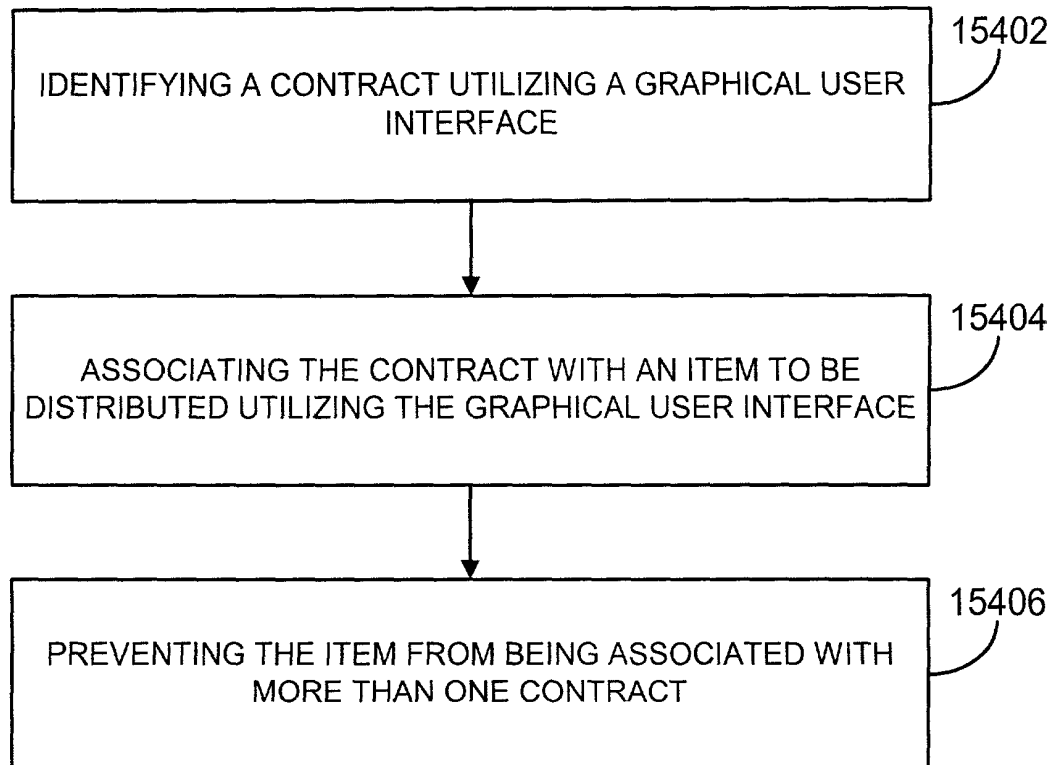 15402
IDENTIFYING A CONTRACT UTILIZING A GRAPHICAL USER
INTERFACE
15404
ASSOCIATING THE CONTRACT WITH AN ITEM TO BE
DISTRIBUTED UTILIZING THE GRAPHICAL USER INTERFACE
15406
PREVENTING THE ITEM FROM BEING ASSOCIATED WITH
MORE THAN ONE CONTRACT